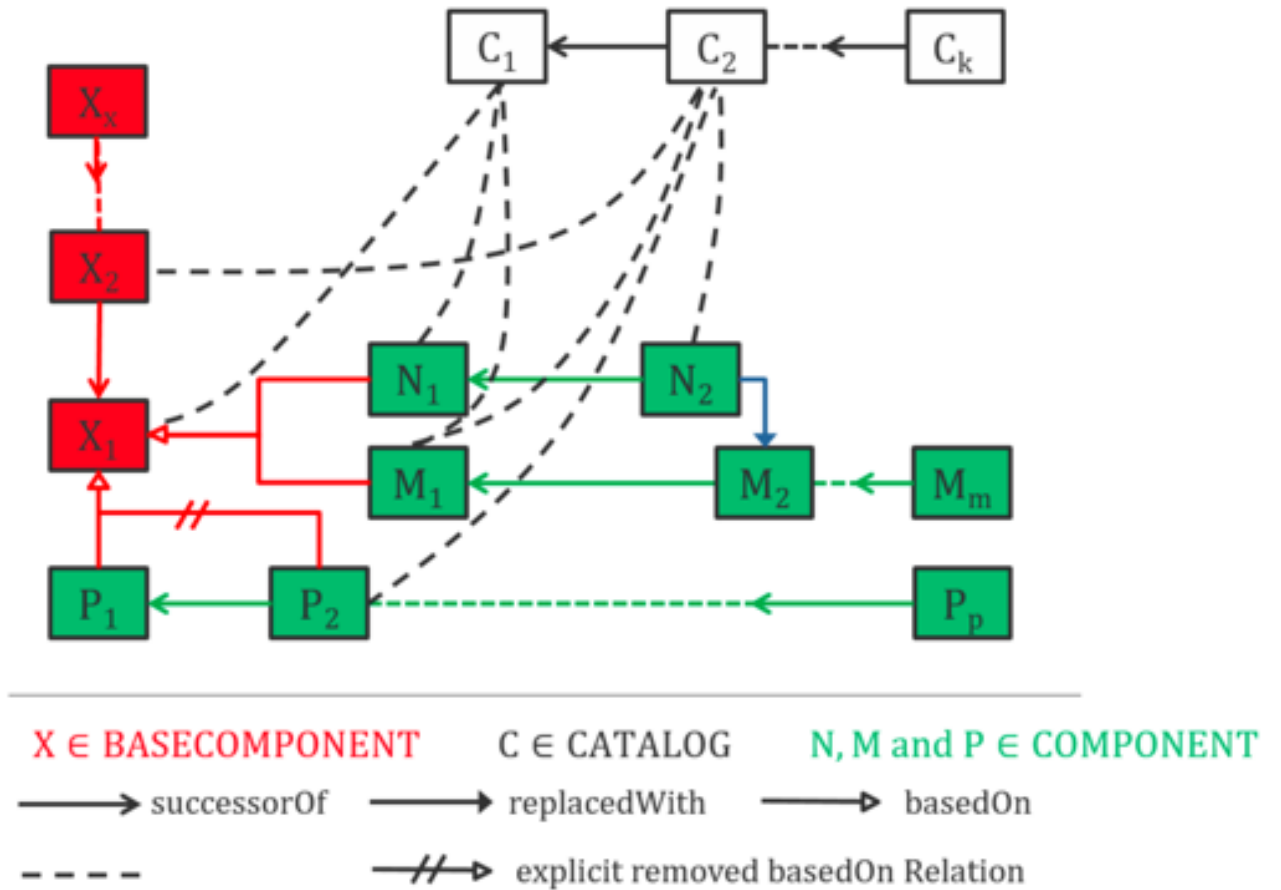 C₁ C₂ Cₖ
Xₓ
X₂
N₁ N₂
X₁
M₁ M₂ Mₘ
P₁ P₂ Pₚ
X ∈ BASECOMPONENT C ∈ CATALOG N, M and P ∈ COMPONENT
successorOf replacedWith basedOn
explicit removed basedOn Relation